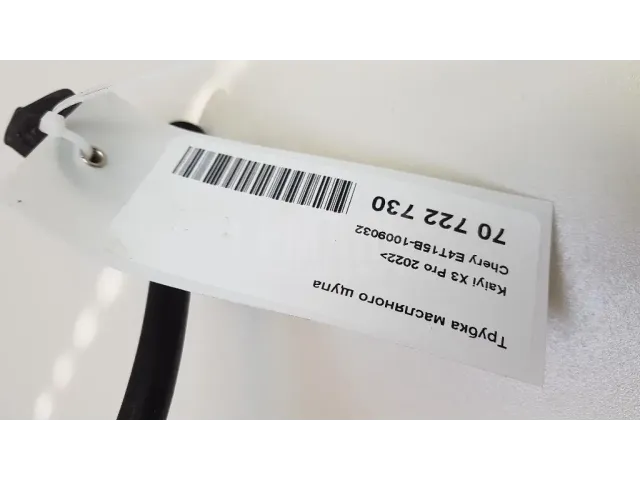 Трубка масляного щупа
Kaiyi X3 Pro 2022>
Chery E4T15B-1009032
70 722 730